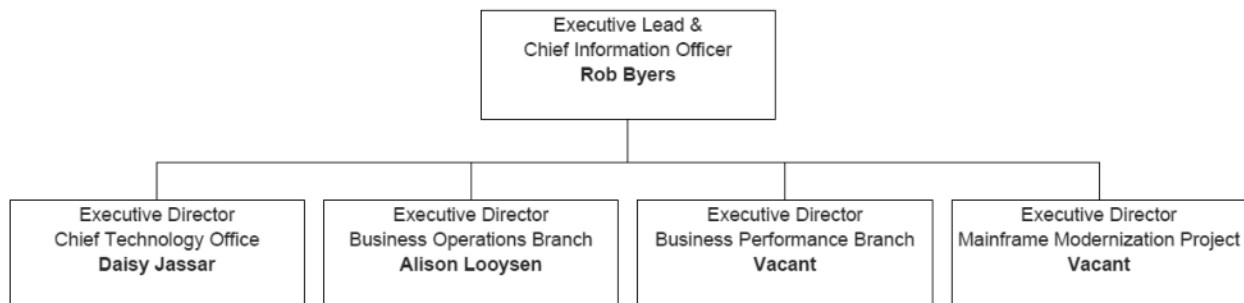 Executive Lead &
Chief Information Officer
Rob Byers
Executive Director
Chief Technology Office
Daisy Jassar
Executive Director
Business Operations Branch
Alison Looysen
Executive Director
Business Performance Branch
Vacant
Executive Director
Mainframe Modernization Project
Vacant